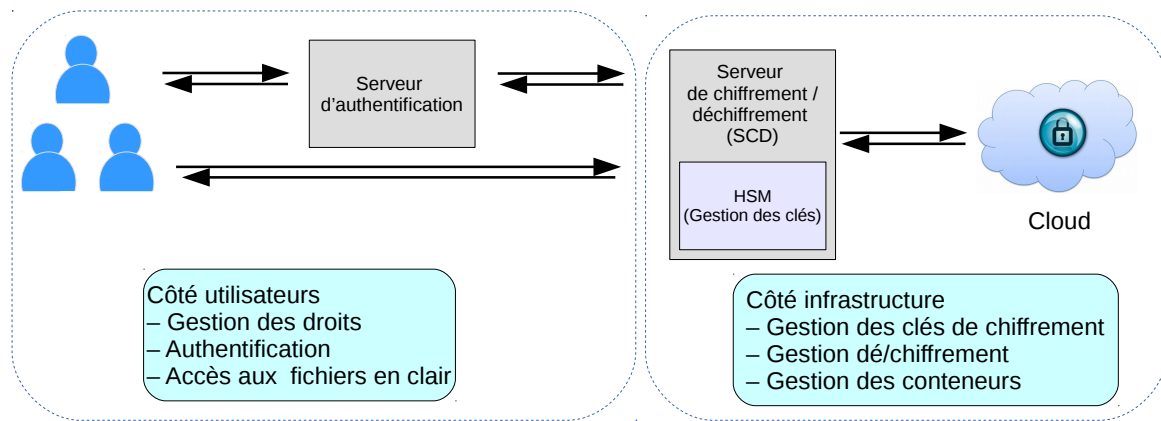 Serveur
d'authentification
Serveur
de chiffrement /
déchiffrement
(SCD)
HSM
(Gestion des clés)
Cloud
Côté utilisateurs
– Gestion des droits
– Authentification
– Accès aux fichiers en clair
Côté infrastructure
– Gestion des clés de chiffrement
– Gestion dé/chiffrement
– Gestion des conteneurs